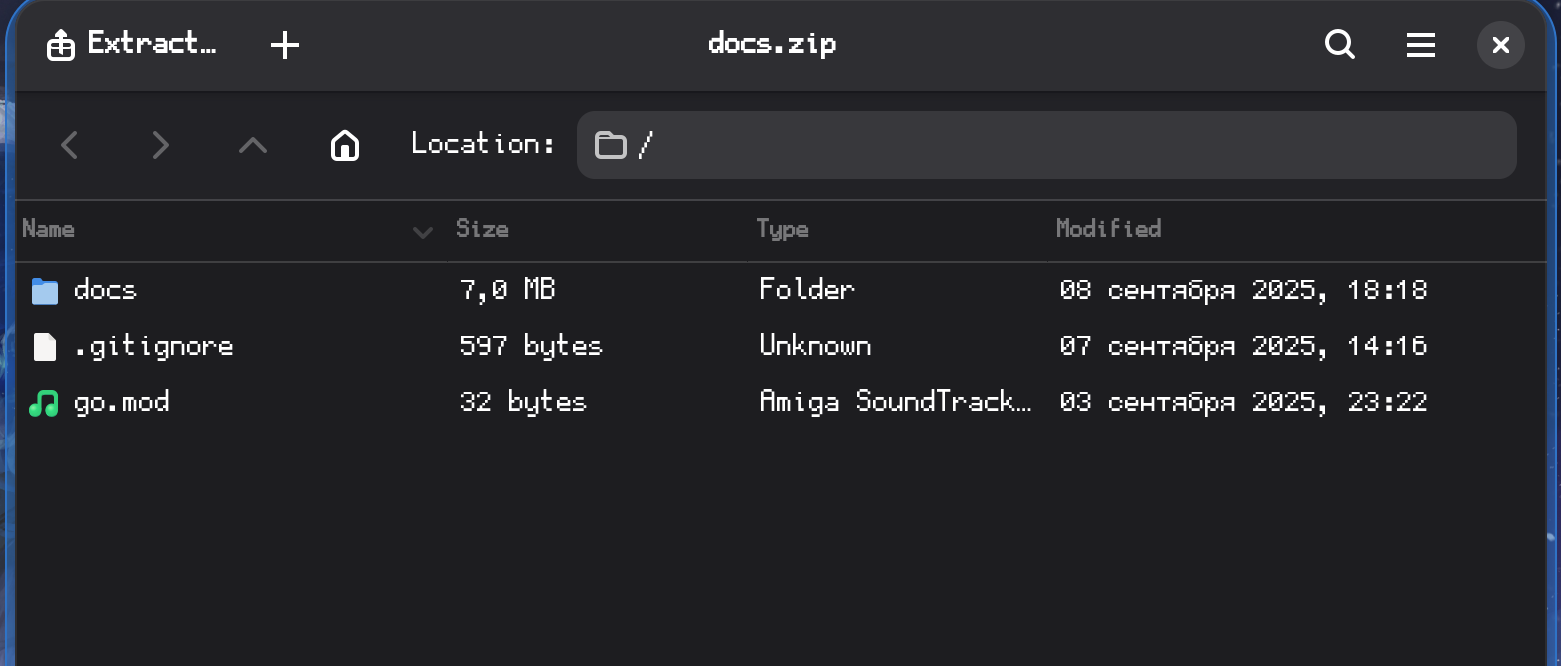 Extract… docs.zip
Location: /
Name Size Type Modified
docs 7,0 MB Folder 08 сентября 2025, 18:18
.gitignore 597 bytes Unknown 07 сентября 2025, 14:16
go.mod 32 bytes Amiga SoundTrack… 03 сентября 2025, 23:22